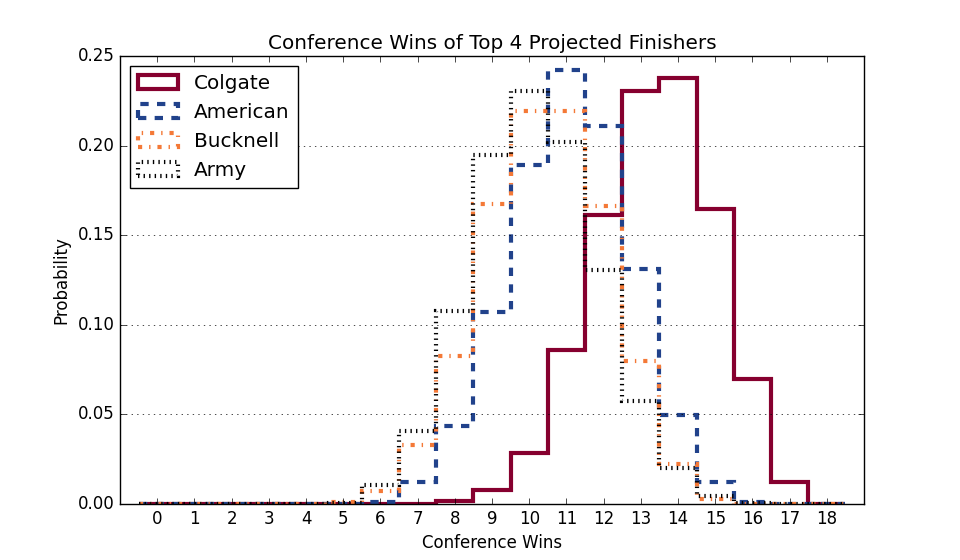 Conference Wins of Top 4 Projected Finishers
Colgate
American
Bucknell
Army
0.25
0.20
0.15
0.10
0.05
0.00
Probability
0 1 2 3 4 5 6 7 8 9 10 11 12 13 14 15 16 17 18
Conference Wins